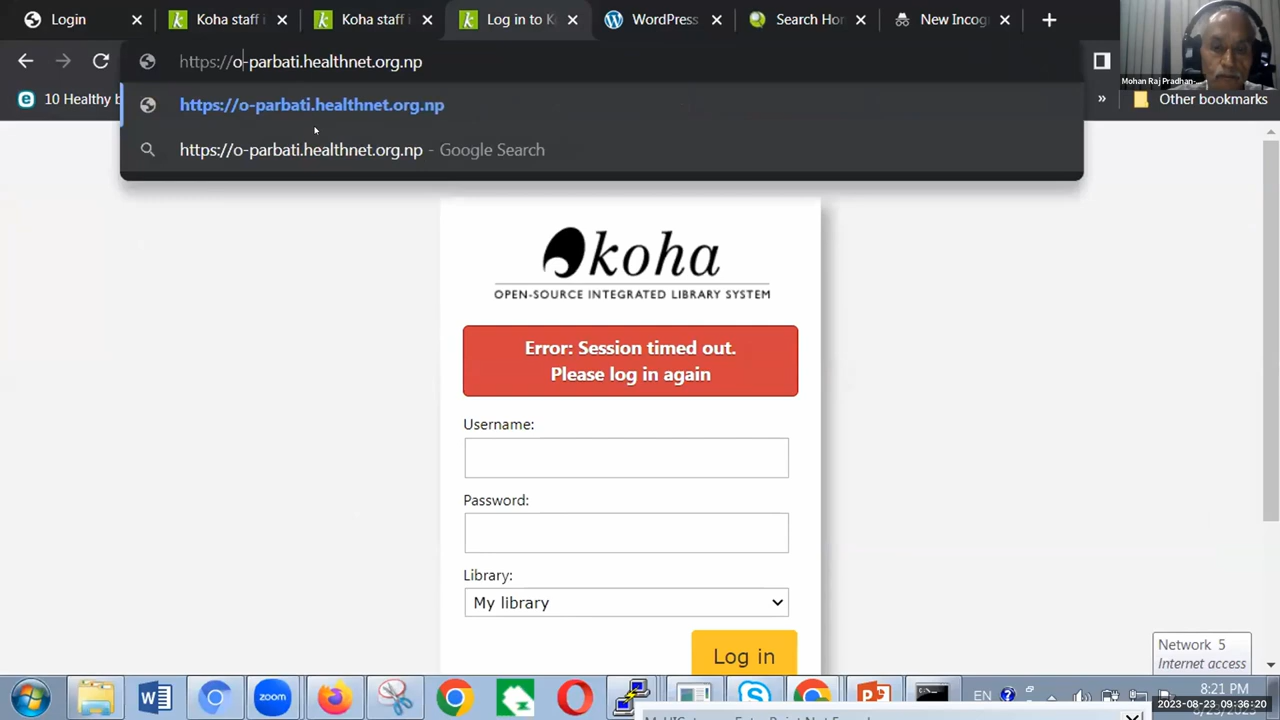 Login
Koha staff i
Koha staff i
Log in to K
WordPress
Search Hor
New Incog
https://o-parbati.healthnet.org.np
Mohan Raj Pradhan-
10 Healthy b
»
Other bookmarks
https://o-parbati.healthnet.org.np
https://o-parbati.healthnet.org.np - Google Search
koha
OPEN-SOURCE INTEGRATED LIBRARY SYSTEM
Error: Session timed out.
Please log in again
Username:
Password:
Library:
My library
Log in
Network 5
Internet access
zoom
EN
8:21 PM
2023-08-23 09:36:20